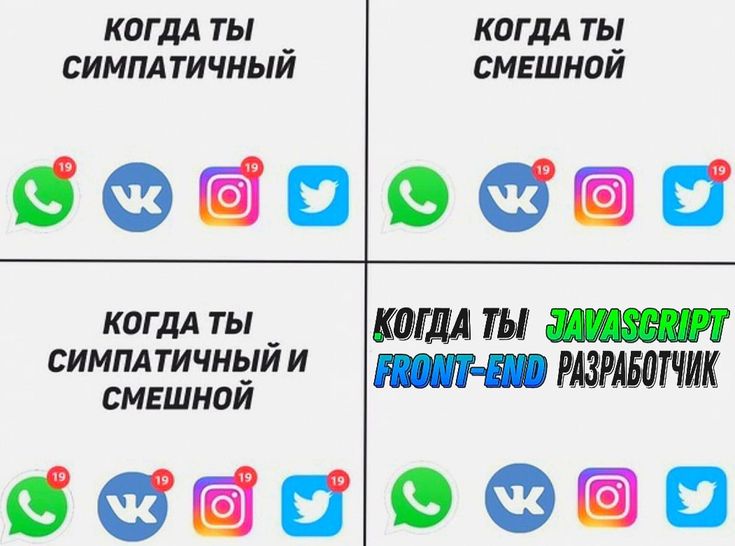 КОГДА ТЫ
СИМПАТИЧНЫЙ
19
19
КОГДА ТЫ
СМЕШНОЙ
19
19
КОГДА ТЫ
СИМПАТИЧНЫЙ И
СМЕШНОЙ
19
19
19
19
КОГДА ТЫ JAVASCRIPT
FRONT-END РАЗРАБОТЧИК